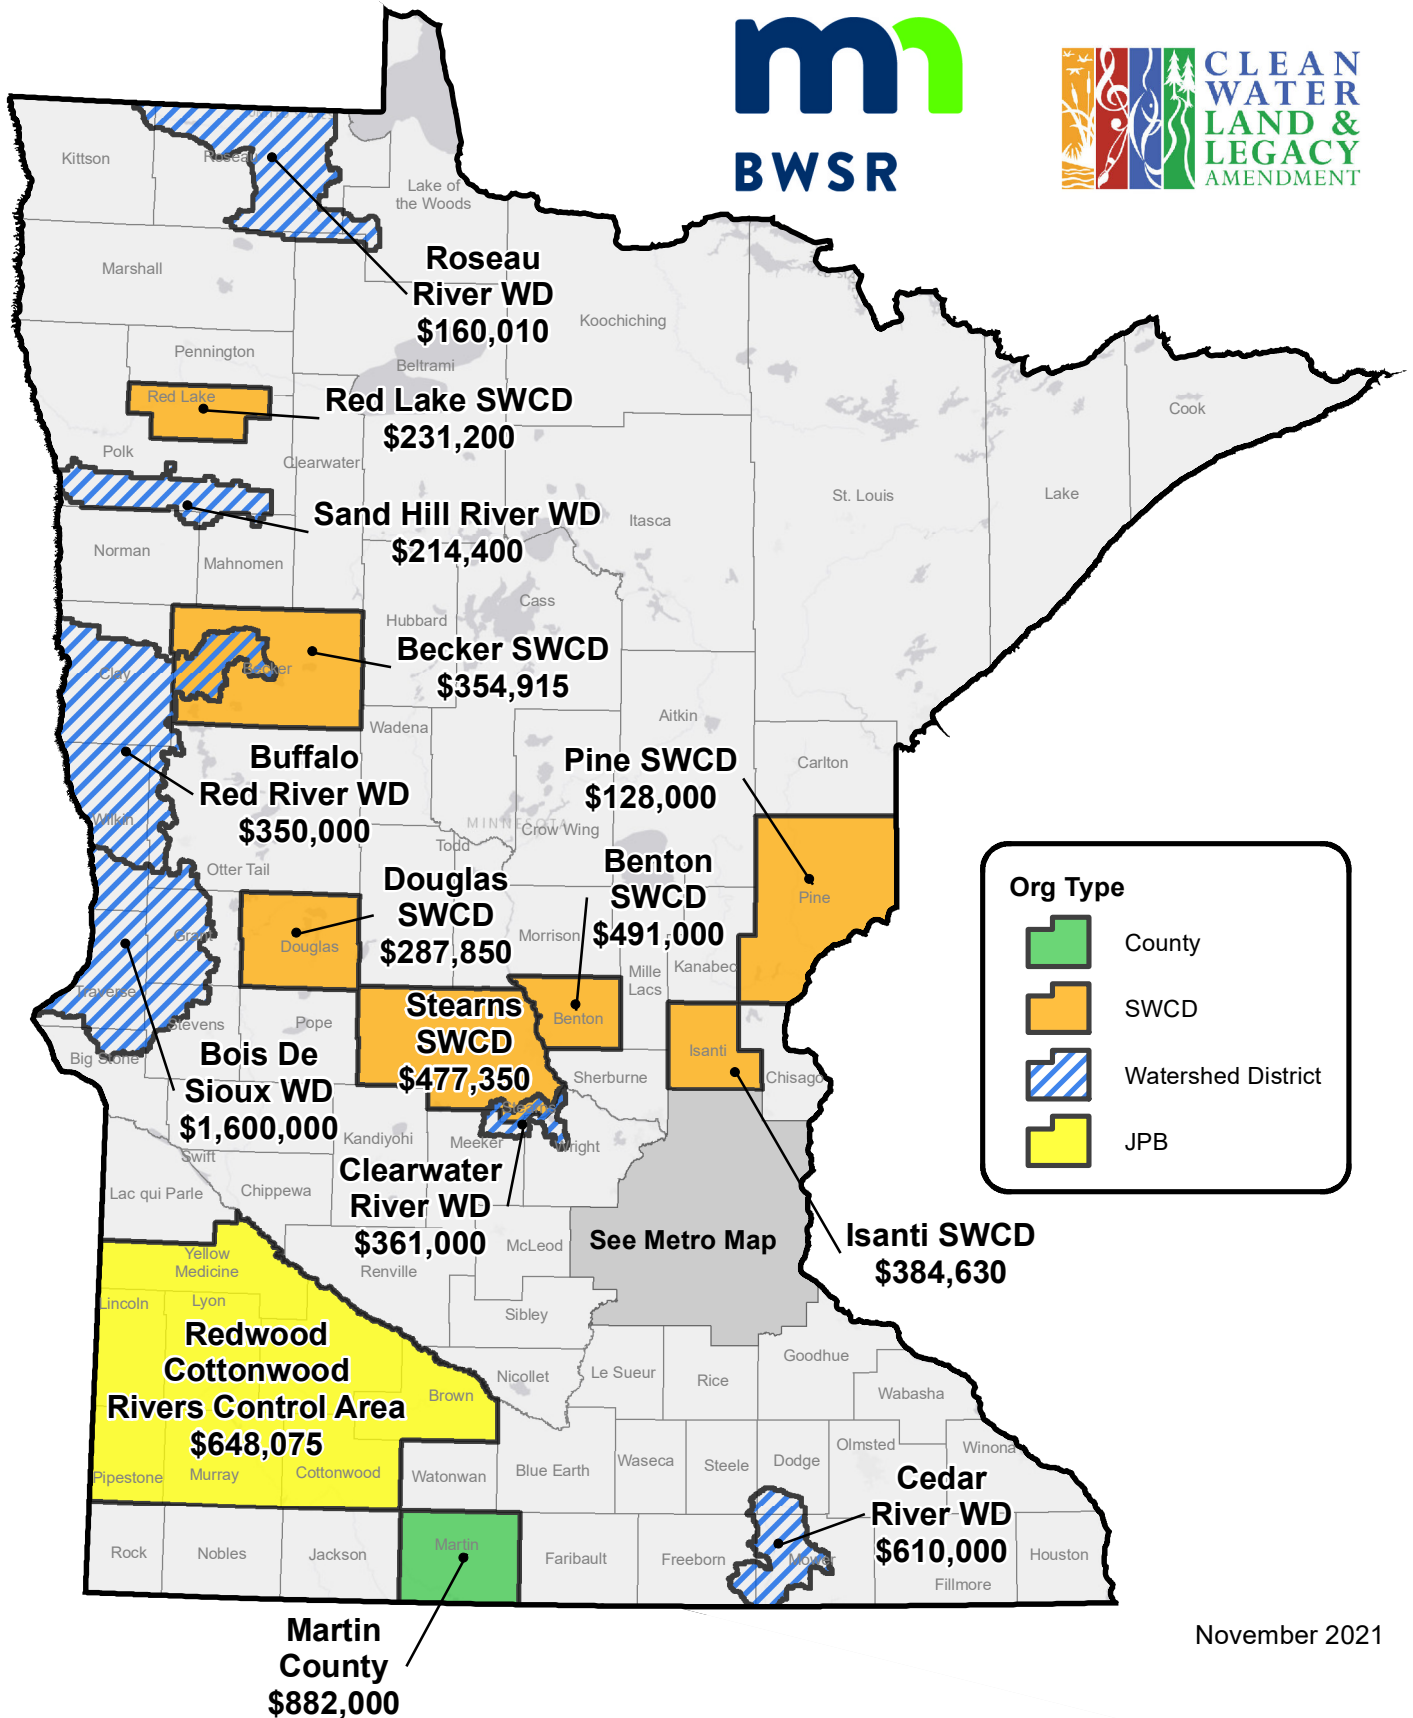 mn
BWSR
CLEAN
WATER
LAND &
LEGACY
AMENDMENT
Kittson
Roseau
Lake of
the Woods
Roseau
River WD
$160,010
Marshall
Koochiching
Pennington
Beltrami
Red Lake
Red Lake SWCD
$231,200
Cook
Polk
Clearwater
St. Louis
Lake
Sand Hill River WD
$214,400
Itasca
Norman
Mahnomen
Cass
Hubbard
Becker SWCD
$354,915
Clay
Becker
Aitkin
Wadena
Carlton
Buffalo
Red River WD
$350,000
Pine SWCD
$128,000
Wilkin
MINNESOTA
Crow Wing
Todd
Otter Tail
Benton
SWCD
$491,000
Douglas
SWCD
$287,850
Pine
Grant
Douglas
Morrison
Mille
Lacs
Kanabec
Traverse
Stearns
SWCD
$477,350
Benton
Stevens
Pope
Isanti
Big Stone
Sherburne
Chisago
Bois De
Sioux WD
$1,600,000
Stearns
Kandiyohi
Meeker
Wright
Swift
Clearwater
River WD
$361,000
Lac qui Parle
Chippewa
See Metro Map
Isanti SWCD
$384,630
McLeod
Yellow
Medicine
Renville
Lincoln
Lyon
Sibley
Redwood
Cottonwood
Rivers Control Area
$648,075
Nicollet
Le Sueur
Rice
Goodhue
Wabasha
Brown
Pipestone
Murray
Cottonwood
Watonwan
Blue Earth
Waseca
Steele
Dodge
Olmsted
Winona
Cedar
River WD
$610,000
Rock
Nobles
Jackson
Martin
Faribault
Freeborn
Mower
Fillmore
Houston
Martin
County
$882,000
Org Type
County
SWCD
Watershed District
JPB
November 2021